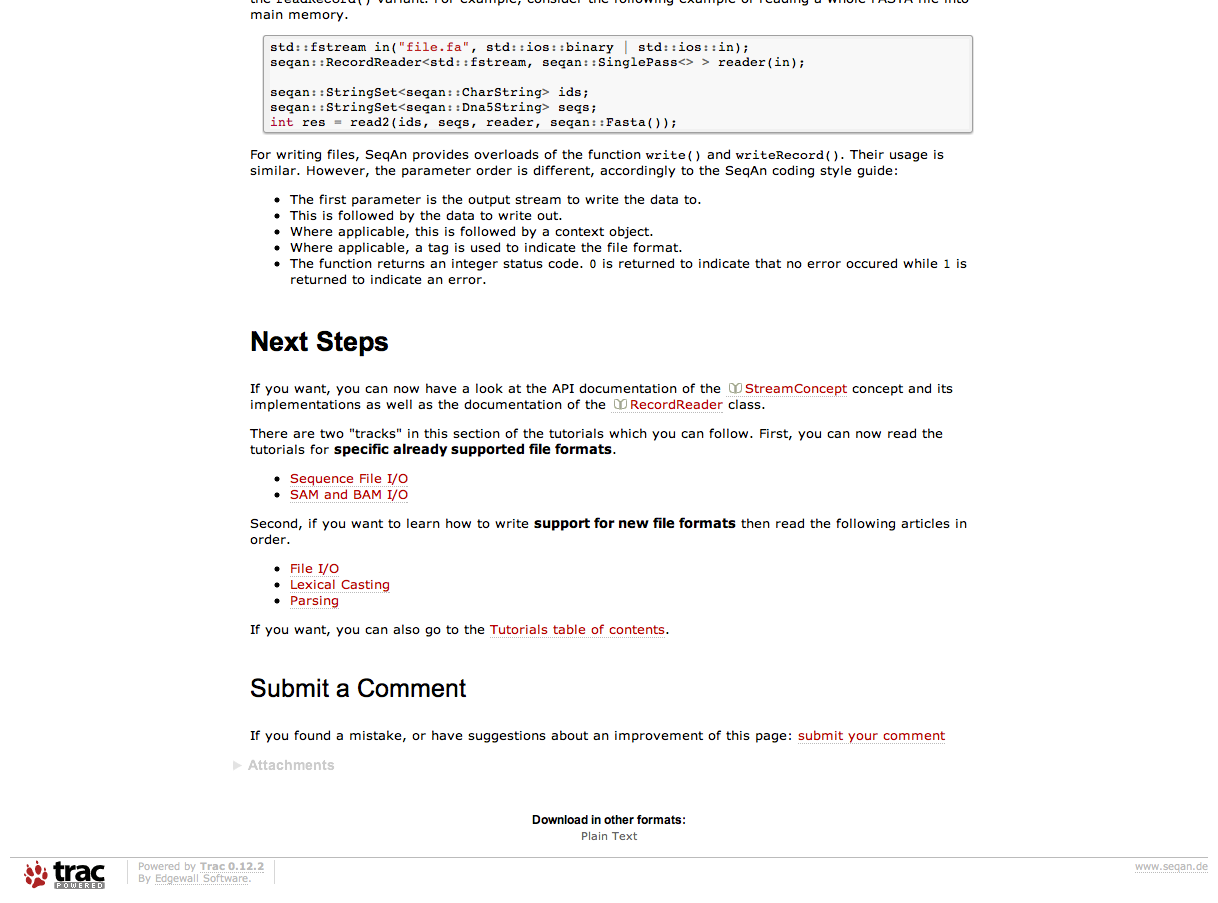 the readRecord() variant. For example, consider the following example of reading a whole FASTA file into
main memory.
std::fstream in("file.fa", std::ios::binary | std::ios::in);
seqan::RecordReader<std::fstream, seqan::SinglePass<> > reader(in);
seqan::StringSet<seqan::CharString> ids;
seqan::StringSet<seqan::Dna5String> seqs;
int res = read2(ids, seqs, reader, seqan::Fasta());
For writing files, SeqAn provides overloads of the function write() and writeRecord(). Their usage is
similar. However, the parameter order is different, accordingly to the SeqAn coding style guide:
• The first parameter is the output stream to write the data to.
• This is followed by the data to write out.
• Where applicable, this is followed by a context object.
• Where applicable, a tag is used to indicate the file format.
• The function returns an integer status code. 0 is returned to indicate that no error occured while 1 is
returned to indicate an error.
Next Steps
If you want, you can now have a look at the API documentation of the StreamConcept concept and its
implementations as well as the documentation of the RecordReader class.
There are two "tracks" in this section of the tutorials which you can follow. First, you can now read the
tutorials for specific already supported file formats.
• Sequence File I/O
• SAM and BAM I/O
Second, if you want to learn how to write support for new file formats then read the following articles in
order.
• File I/O
• Lexical Casting
• Parsing
If you want, you can also go to the Tutorials table of contents.
Submit a Comment
If you found a mistake, or have suggestions about an improvement of this page: submit your comment
Attachments
Download in other formats:
Plain Text
trac
POWERED
Powered by Trac 0.12.2
By Edgewall Software.
www.seqan.de